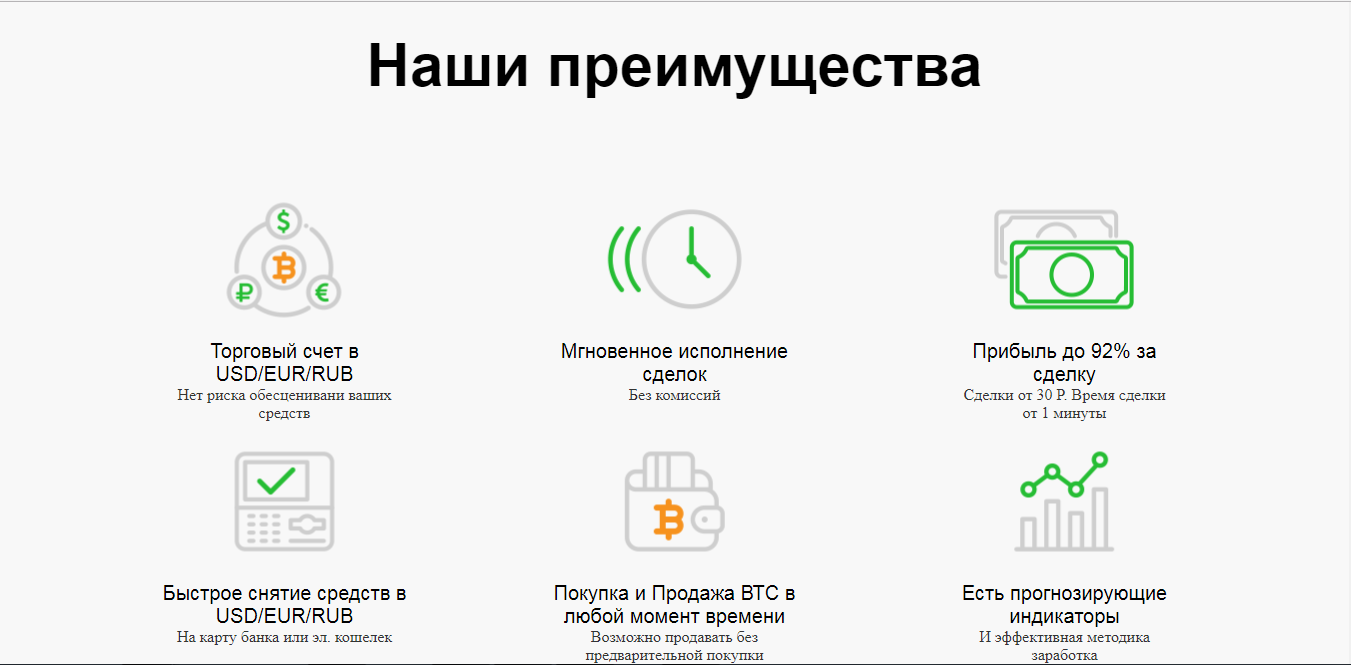 Наши преимущества
Торговый счет в
USD/EUR/RUB
Нет риска обесценивани ваших
средств
Мгновенное исполнение
сделок
Без комиссий
Прибыль до 92% за
сделку
Сделки от 30 Р. Время сделки
от 1 минуты
Быстрое снятие средств в
USD/EUR/RUB
На карту банка или эл. кошелек
Покупка и Продажа BTC в
любой момент времени
Возможно продавать без
предварительной покупки
Есть прогнозирующие
индикаторы
И эффективная методика
заработка